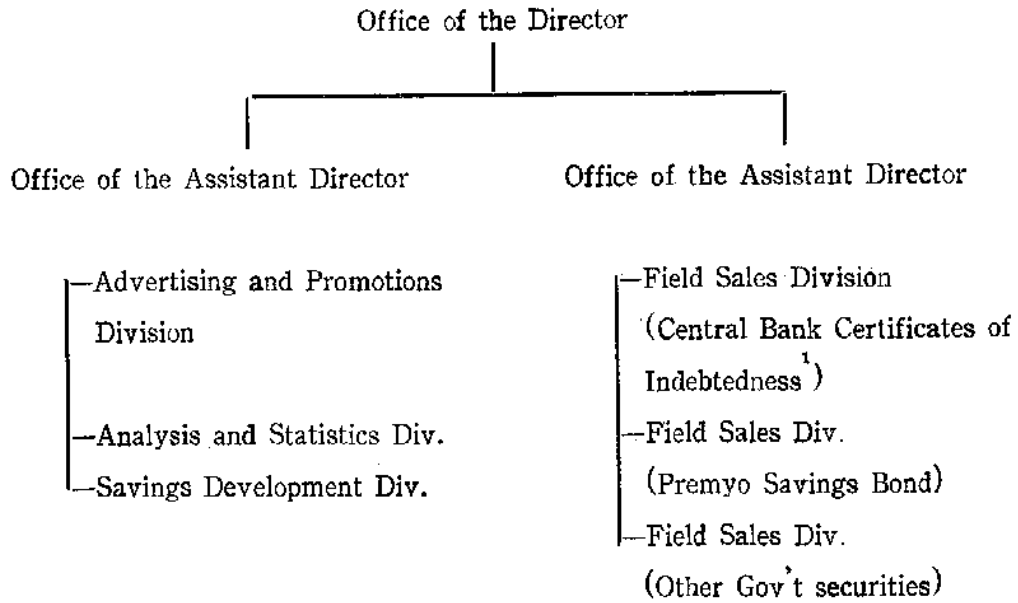 Office of the Director
Office of the Assistant Director
Advertising and Promotions
Division
Analysis and Statistics Div.
Savings Development Div.
Office of the Assistant Director
Field Sales Division
(Central Bank Certificates of
Indebtedness¹)
Field Sales Div.
(Premyo Savings Bond)
Field Sales Div.
(Other Gov't securities)